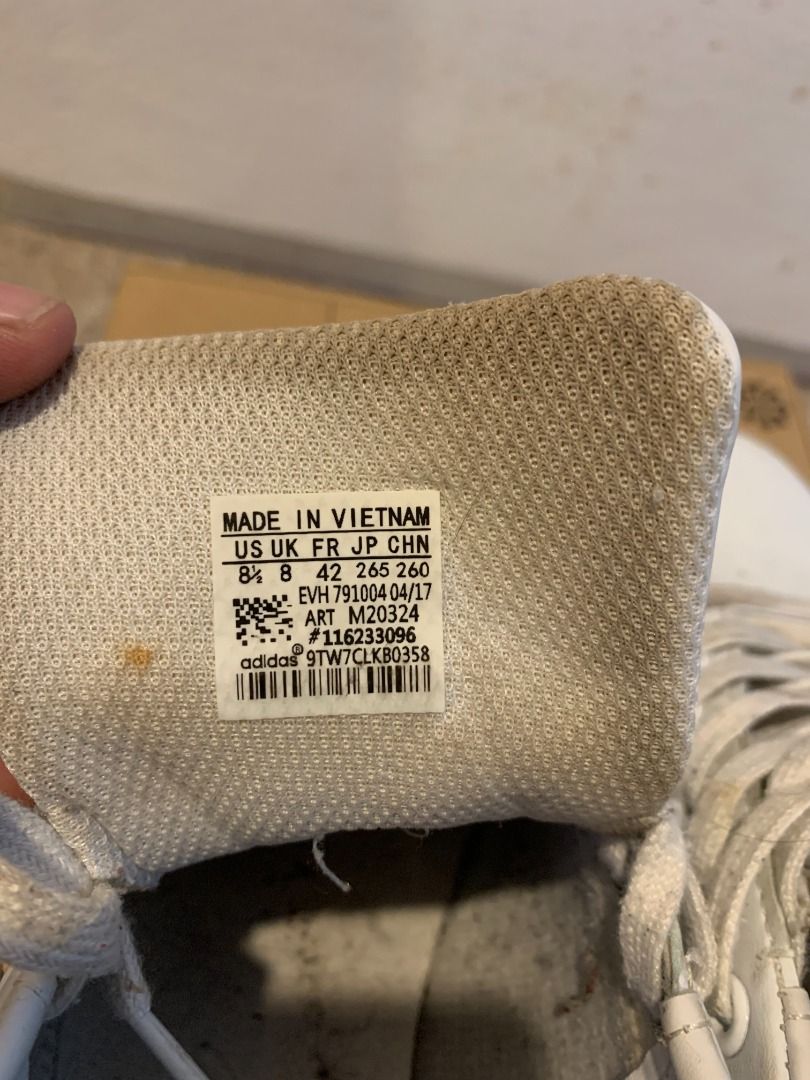 MADE IN VIETNAM
US UK FR JP CHN
8½ 8 42 265 260
EVH 791004 04/17
ART M20324
#116233096
adidas® 9TW7CLKB0358